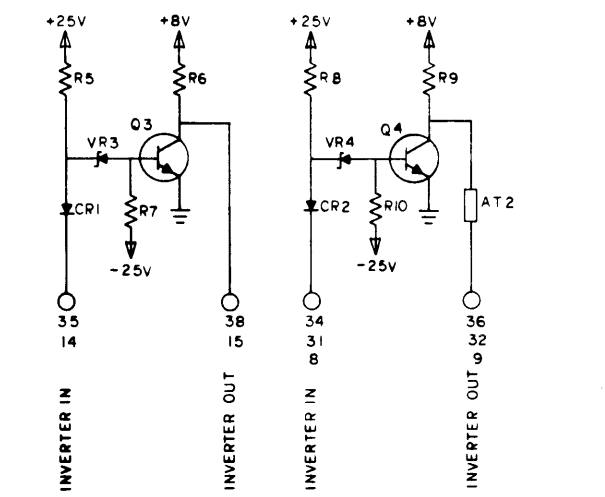 +25V
+8V
+25V
+8V
R5
R6
R8
R9
Q3
Q4
VR3
VR4
CR1
R7
CR2
R10
AT2
-25V
-25V
35
14
38
15
34
31
8
36
32
9
INVERTER IN
INVERTER OUT
INVERTER IN
INVERTER OUT